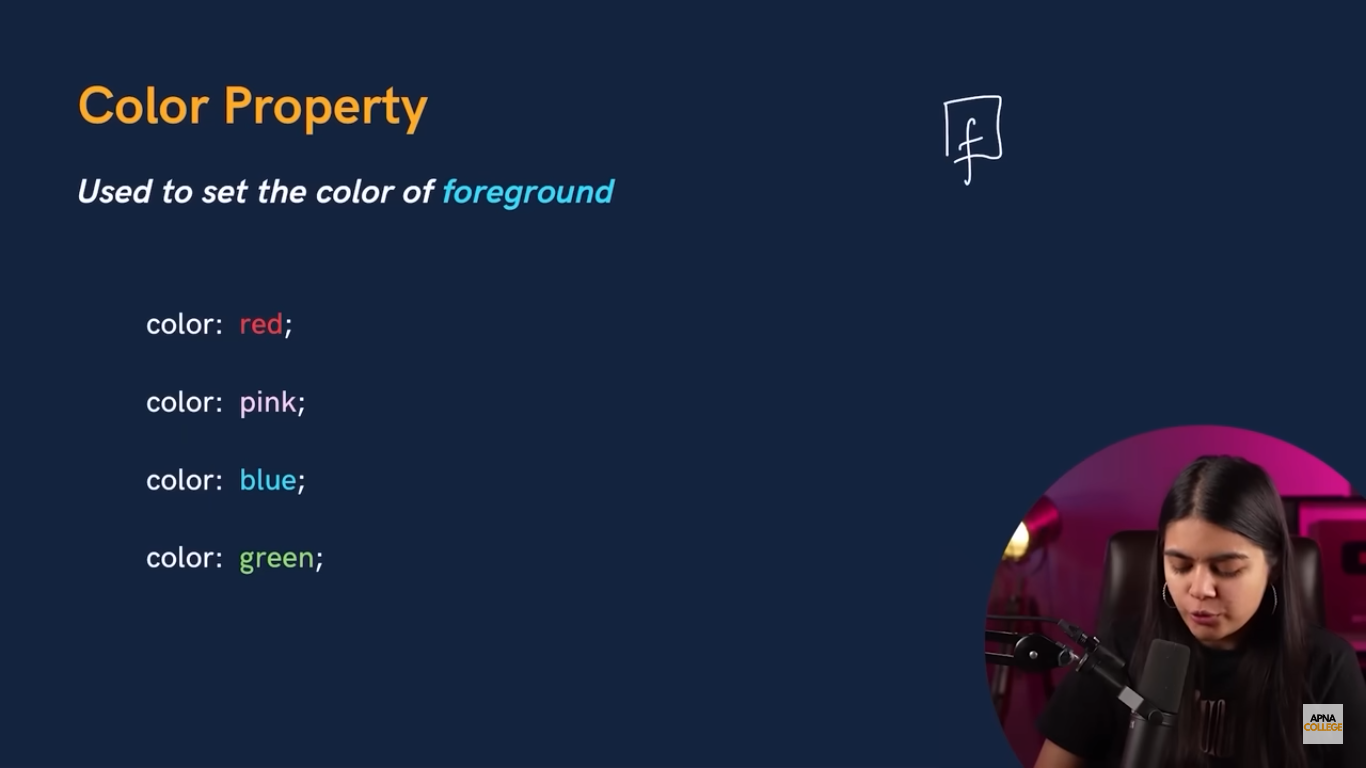 Color Property
f
Used to set the color of foreground
color: red;
color: pink;
color: blue;
color: green;
APNA
COLLEGE